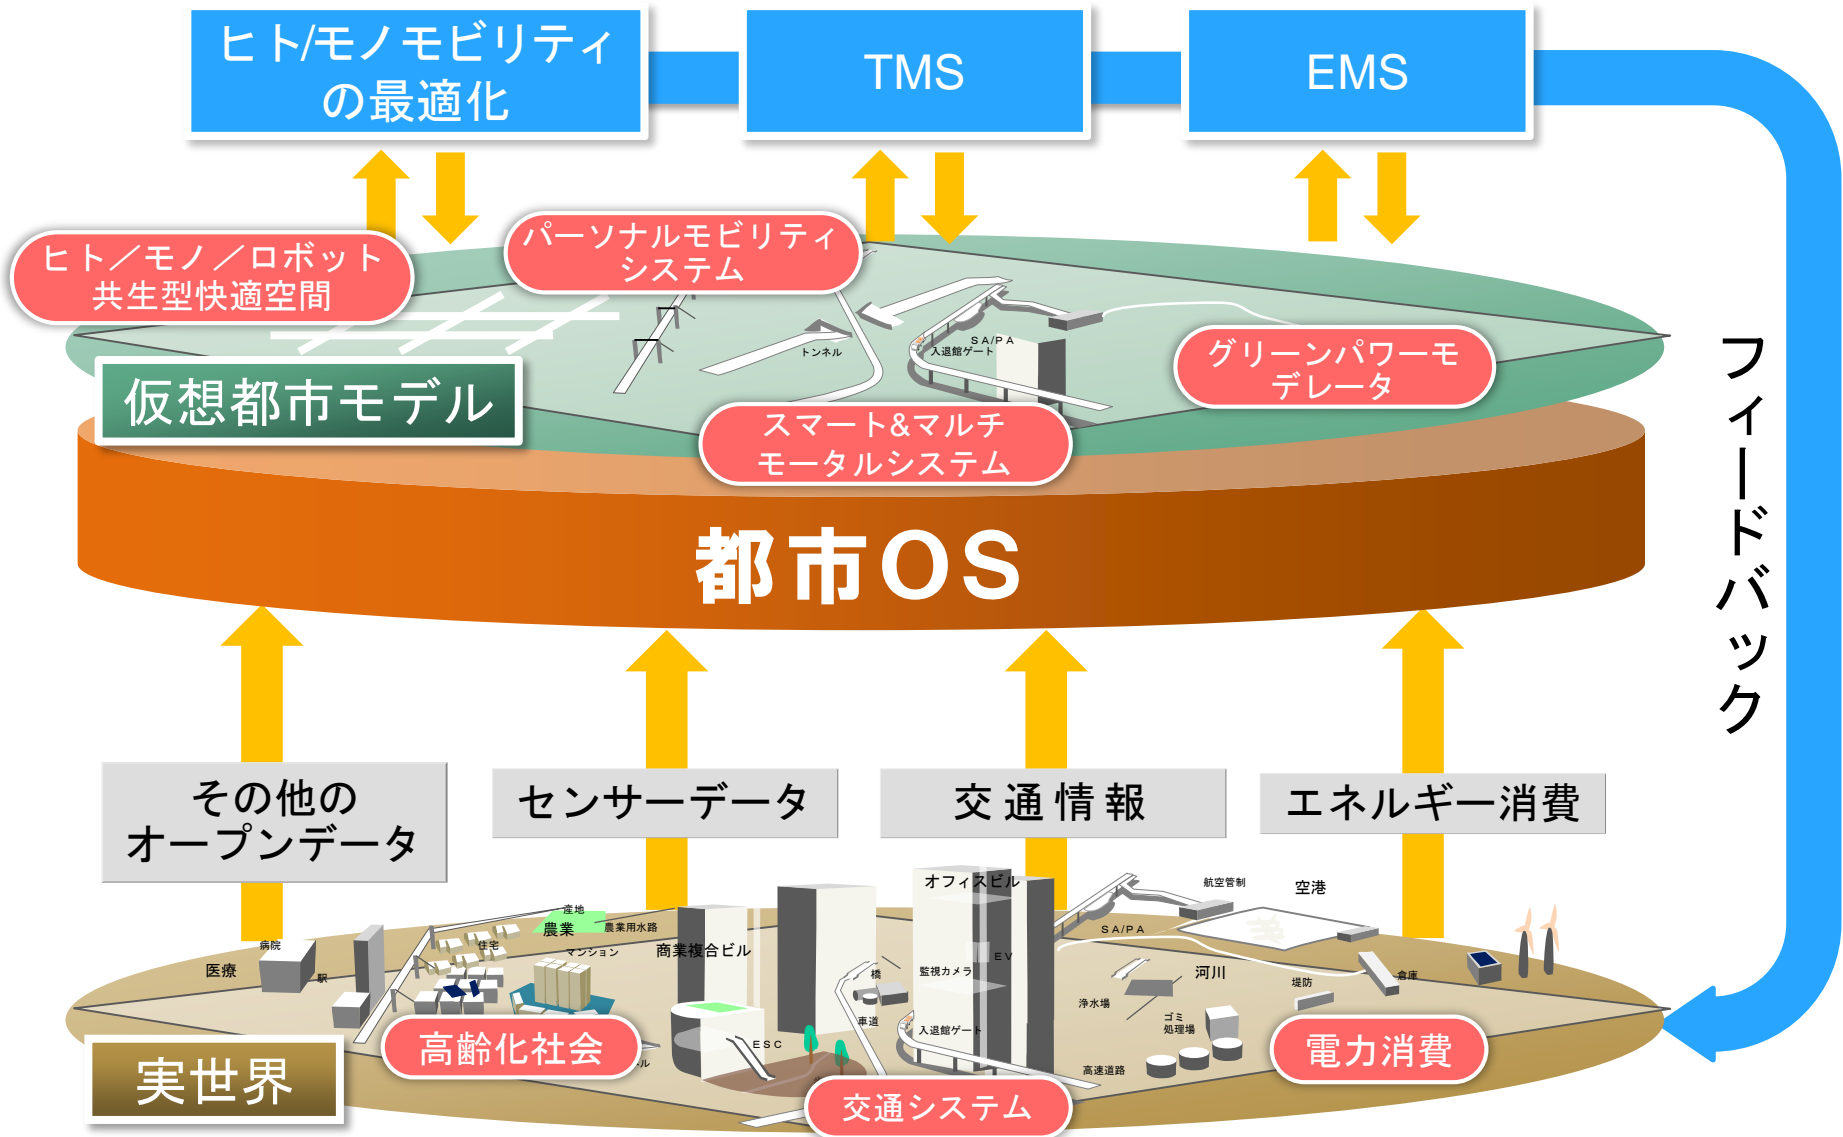 ヒト/モノモビリティ
の最適化
TMS
EMS
ヒト／モノ／ロボット
共生型快適空間
パーソナルモビリティ
システム
トンネル
SA/PA
入退館ゲート
グリーンパワーモ
デレータ
仮想都市モデル
スマート&マルチ
モータルシステム
フィードバック
都市OS
その他の
オープンデータ
センサーデータ
交通情報
エネルギー消費
オフィスビル
航空管制
空港
産地
農業
農業用水路
病院
住宅
マンション
商業複合ビル
SA/PA
医療
駅
橋
監視カメラ
EV
河川
倉庫
堤防
浄水場
車道
入退館ゲート
ゴミ
処理場
高齢化社会
ル
ESC
電力消費
高速道路
実世界
交通システム